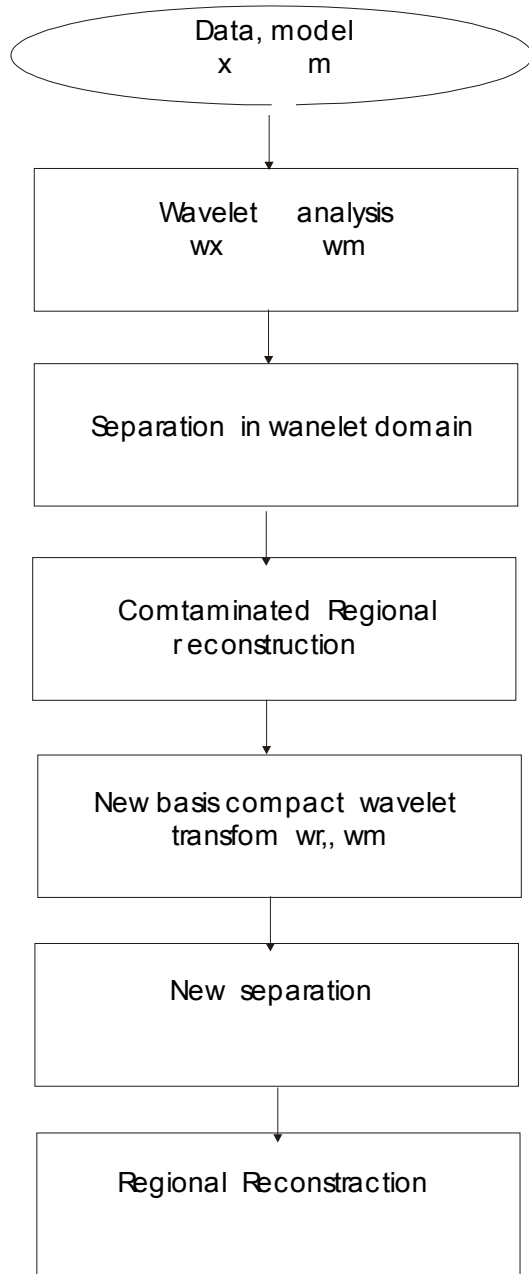 Data, model
x m
Wavelet analysis
wx wm
Separation in wanelet domain
Comtaminated Regional
reconstruction
New basis compact wavelet
transfom wr,, wm
New separation
Regional Reconstraction